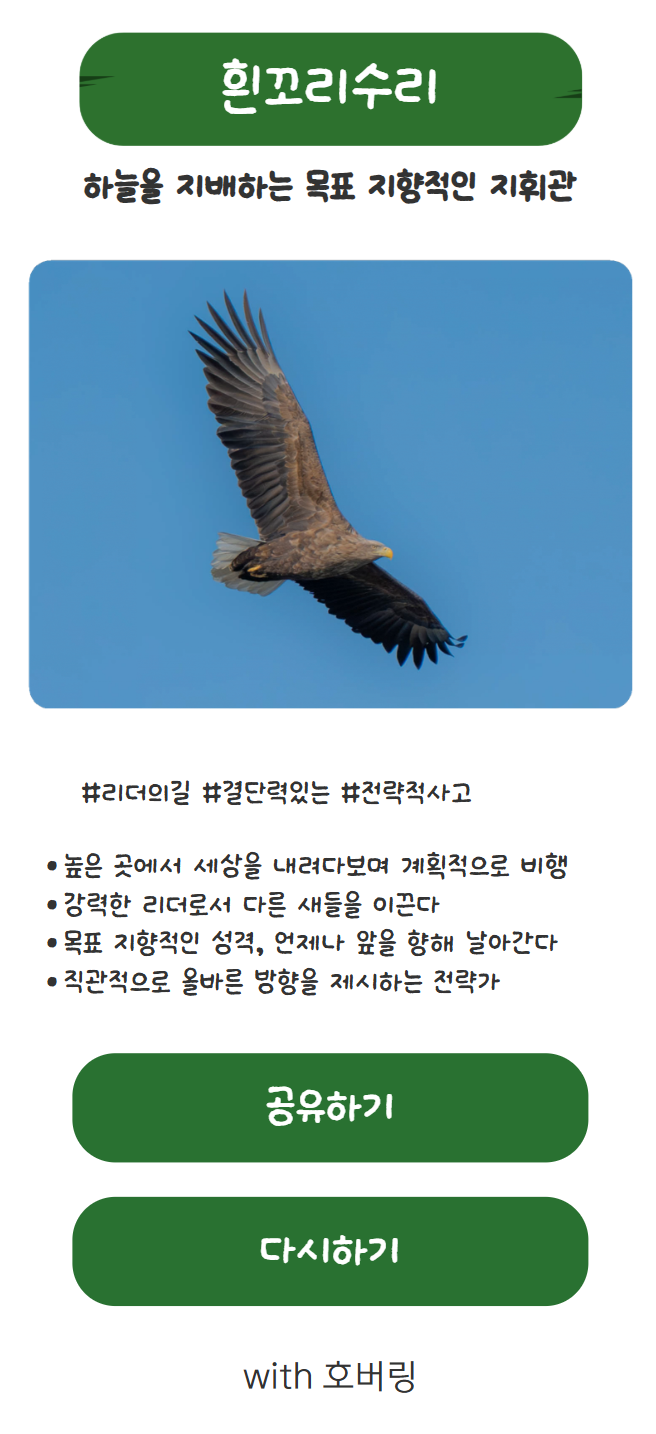 흰꼬리수리
하늘을 지배하는 목표 지향적인 지휘관
#리더의길 #결단력있는 #전략적사고
• 높은 곳에서 세상을 내려다보며 계획적으로 비행
• 강력한 리더로서 다른 새들을 이끈다
• 목표 지향적인 성격, 언제나 앞을 향해 날아간다
• 직관적으로 올바른 방향을 제시하는 전략가
공유하기
다시하기
with 호버링